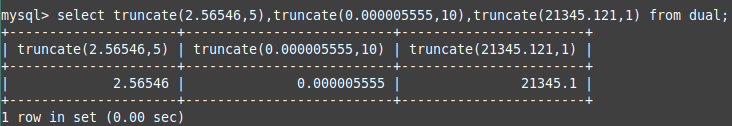 mysql> select truncate(2.56546,5),truncate(0.000005555,10),truncate(21345.121,1) from dual;
+---------------------+--------------------------+-----------------------+
| truncate(2.56546,5) | truncate(0.000005555,10) | truncate(21345.121,1) |
+---------------------+--------------------------+-----------------------+
|             2.56546 |              0.000005555 |               21345.1 |
+---------------------+--------------------------+-----------------------+
1 row in set (0.00 sec)